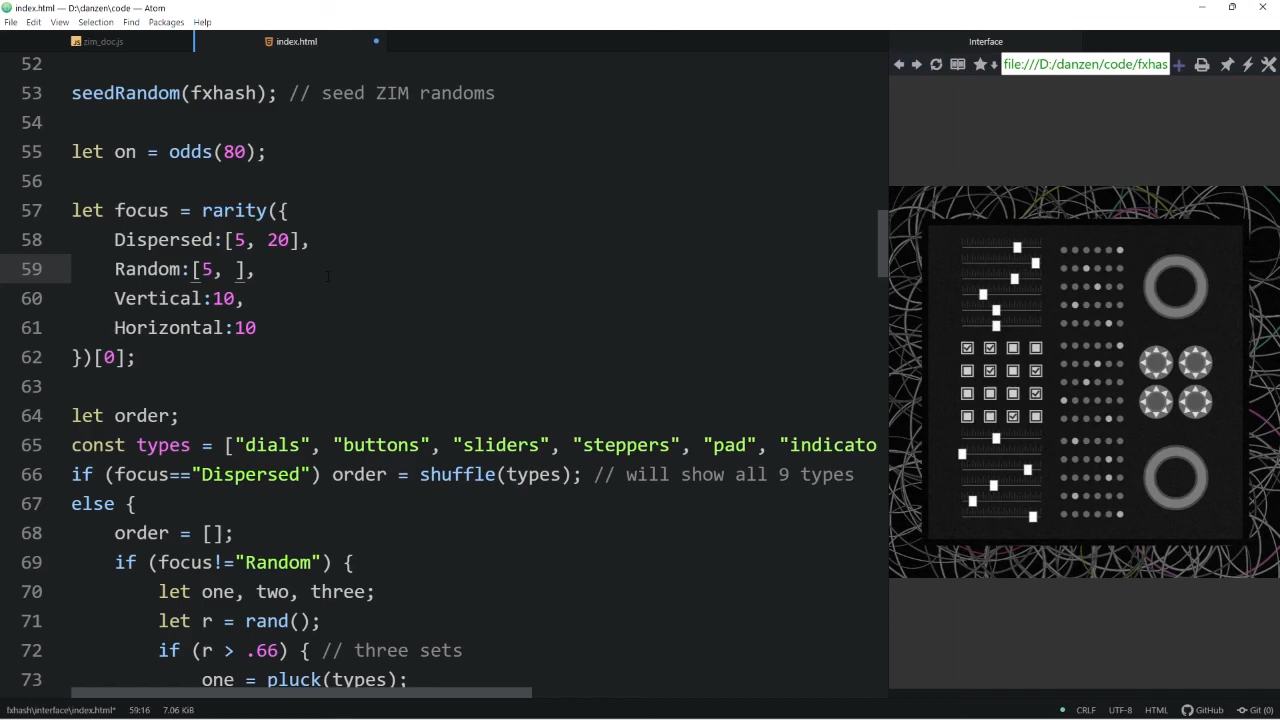 index.html — D:\danzen\code — Atom
File Edit View Selection Find Packages Help
zim_doc.js
index.html
Interface
file:///D:/danzen/code/fxhas
52
53 seedRandom(fxhash); // seed ZIM randoms
54
55 let on = odds(80);
56
57 let focus = rarity({
58 Dispersed:[5, 20],
59 Random:[5, ],
60 Vertical:10,
61 Horizontal:10
62 })[0];
63
64 let order;
65 const types = ["dials", "buttons", "sliders", "steppers", "pad", "indicato
66 if (focus=="Dispersed") order = shuffle(types); // will show all 9 types
67 else {
68 order = [];
69 if (focus!="Random") {
70 let one, two, three;
71 let r = rand();
72 if (r > .66) { // three sets
73 one = pluck(types);
fxhash\interface\index.html* 59:16 7.06 KiB
CRLF UTF-8 HTML GitHub Git (0)